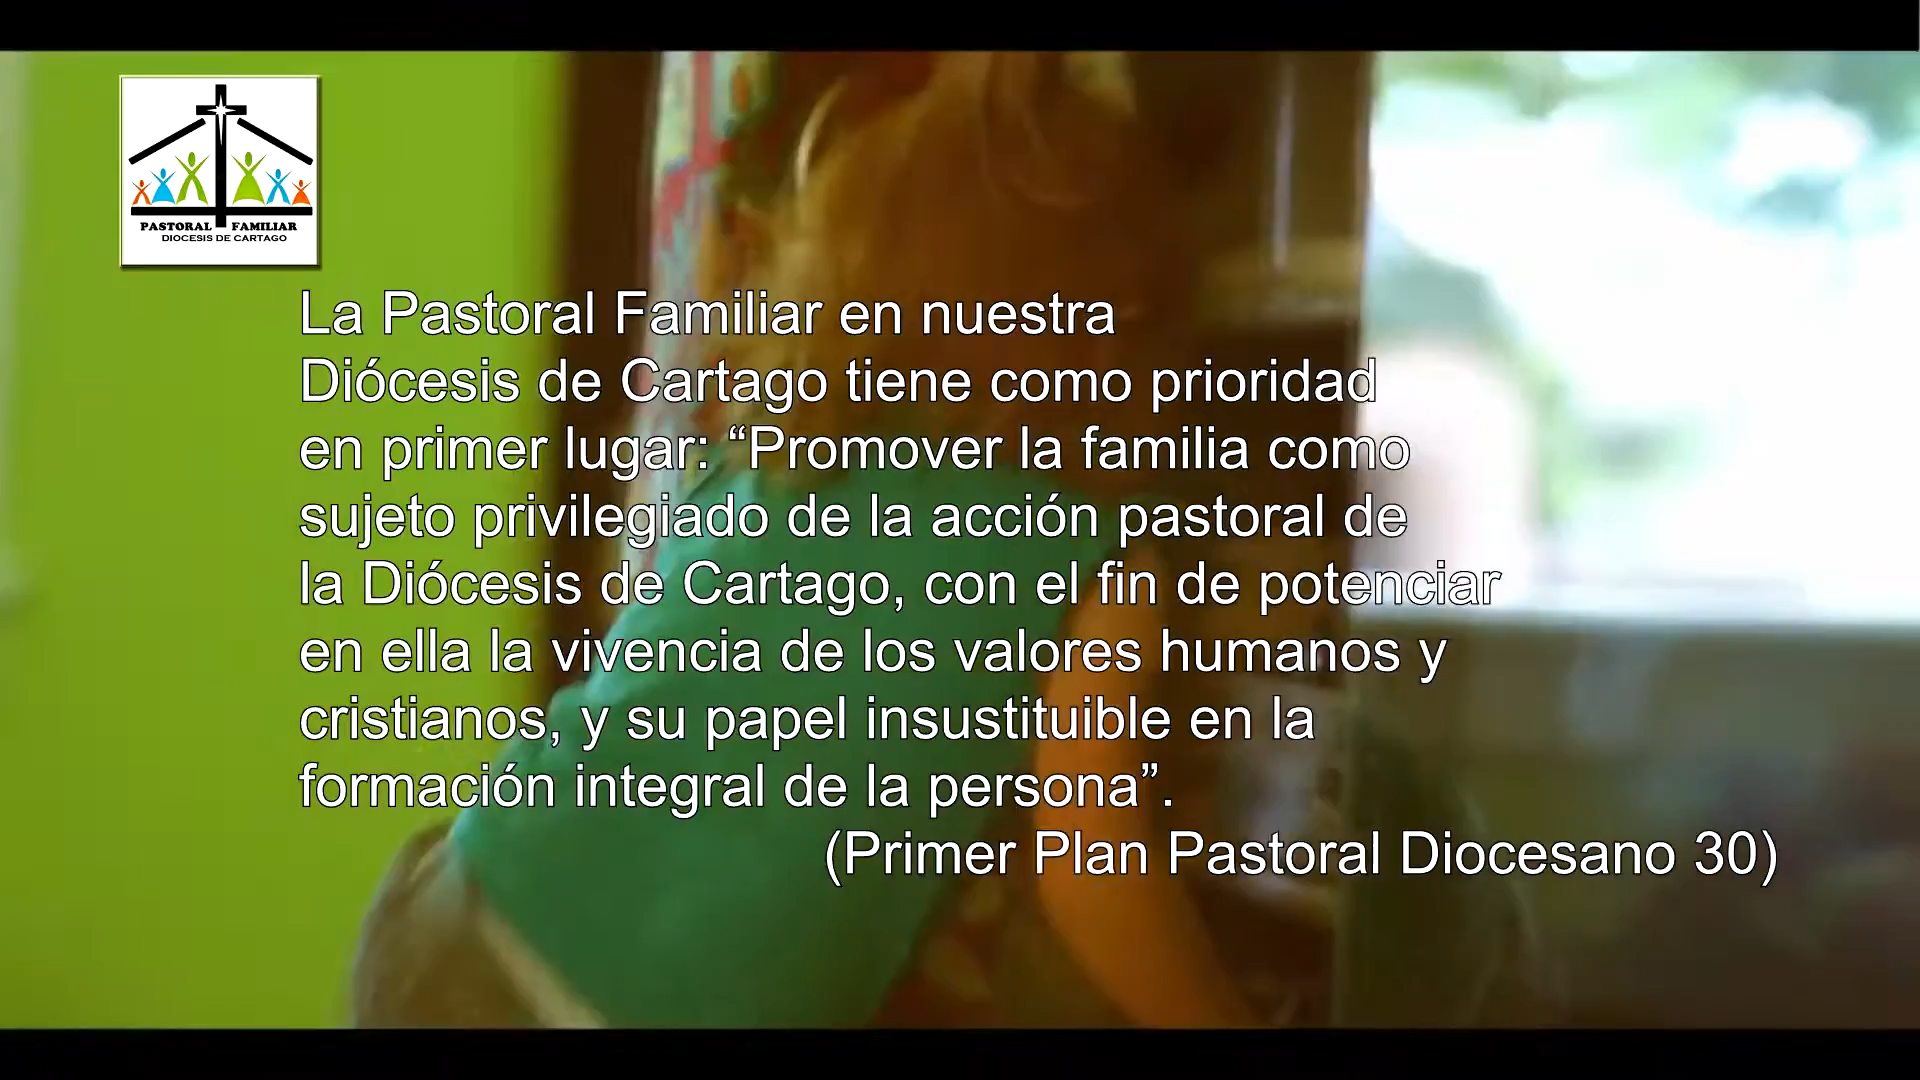 PASTORAL FAMILIAR
DIOCESIS DE CARTAGO
La Pastoral Familiar en nuestra
Diócesis de Cartago tiene como prioridad
en primer lugar: “Promover la familia como
sujeto privilegiado de la acción pastoral de
la Diócesis de Cartago, con el fin de potenciar
en ella la vivencia de los valores humanos y
cristianos, y su papel insustituible en la
formación integral de la persona”.
(Primer Plan Pastoral Diocesano 30)